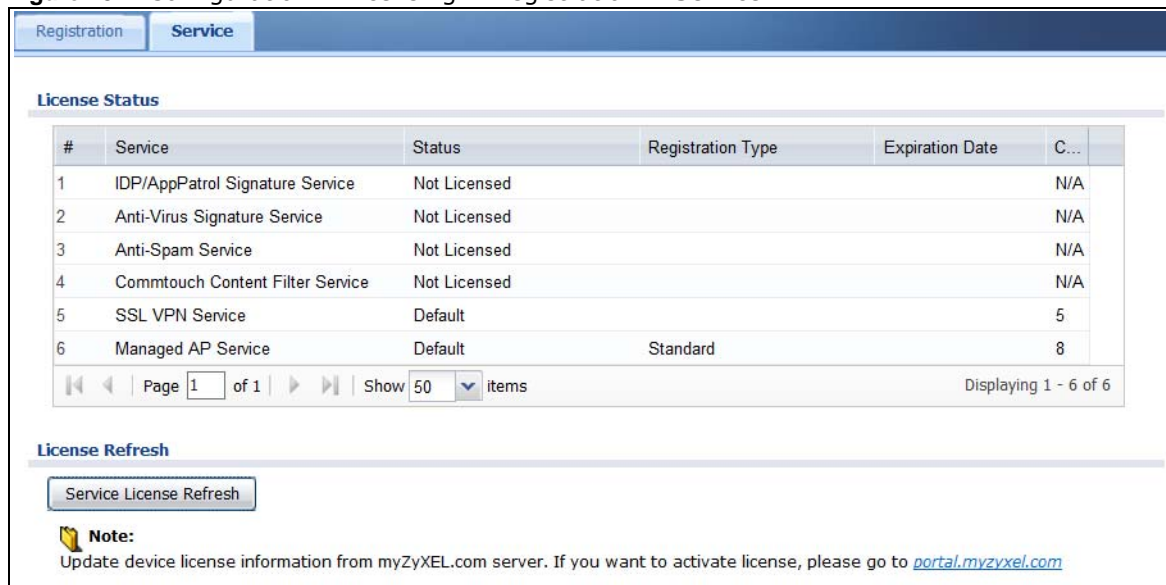 Registration Service
License Status
# Service Status Registration Type Expiration Date C...
1 IDP/AppPatrol Signature Service Not Licensed N/A
2 Anti-Virus Signature Service Not Licensed N/A
3 Anti-Spam Service Not Licensed N/A
4 Commtouch Content Filter Service Not Licensed N/A
5 SSL VPN Service Default 5
6 Managed AP Service Default Standard 8
Page 1 of 1 Show 50 items Displaying 1 - 6 of 6
License Refresh
Service License Refresh
Note:
Update device license information from myZyXEL.com server. If you want to activate license, please go to portal.myzyxel.com